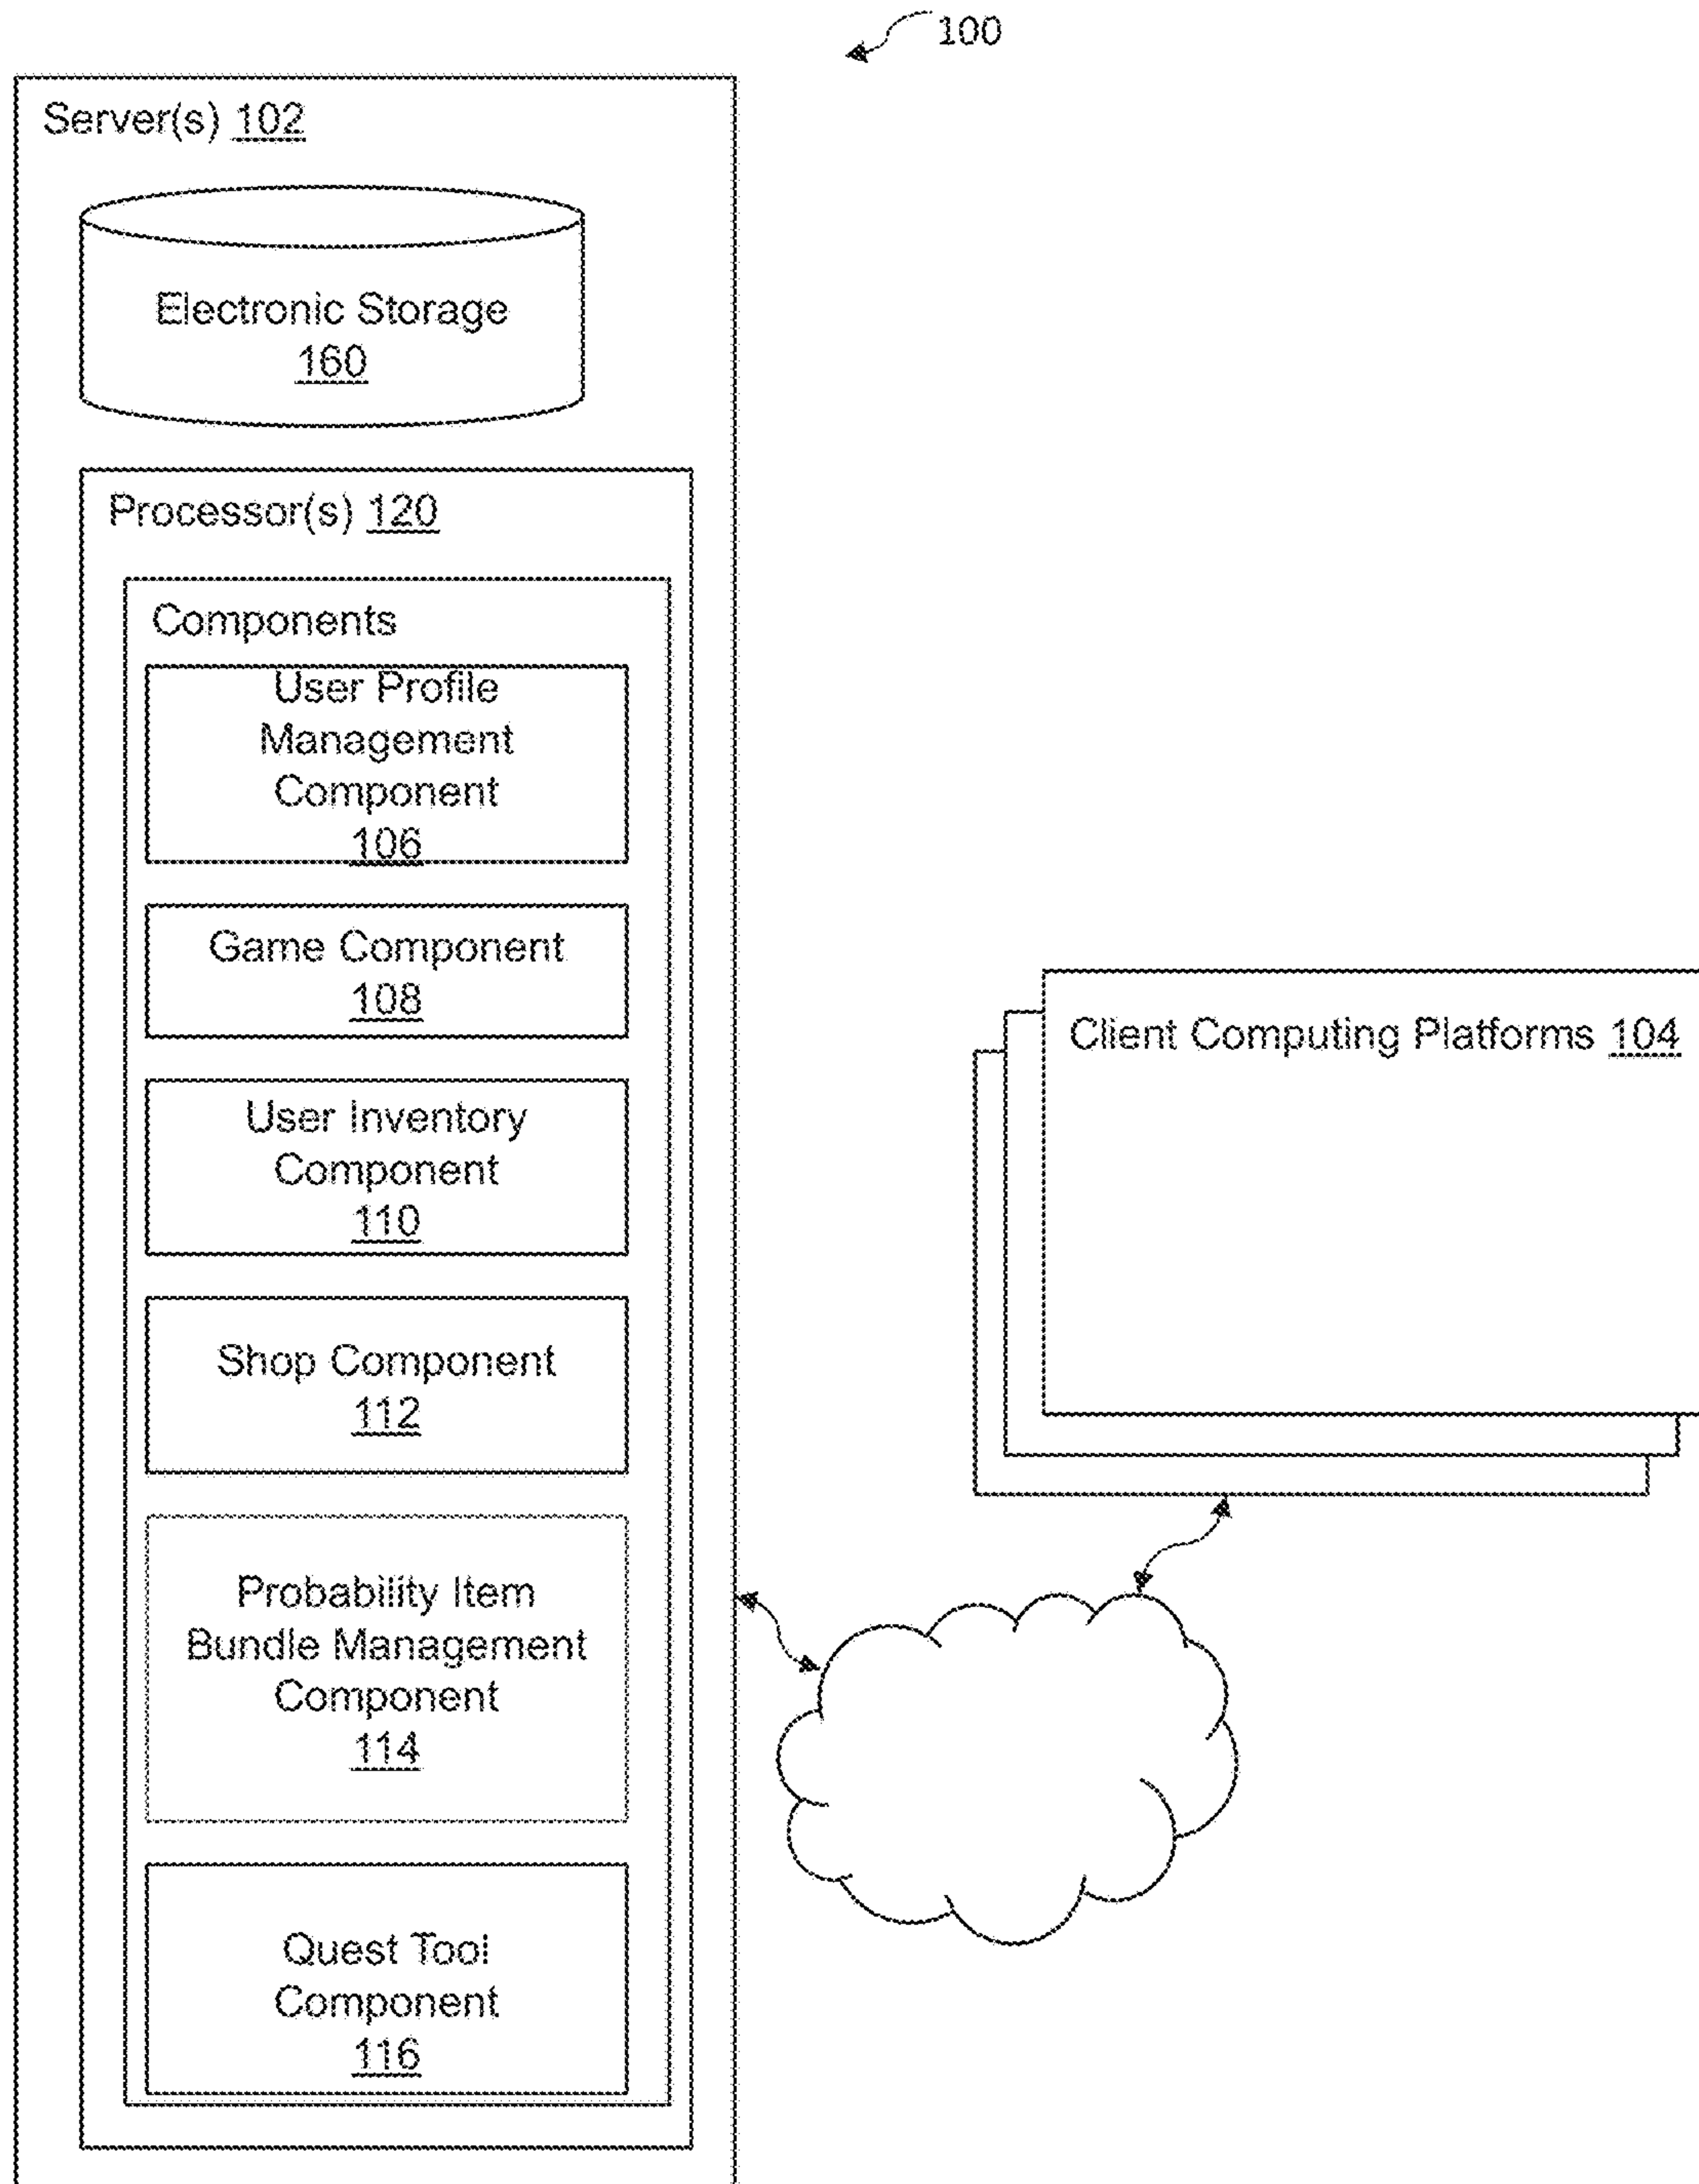 100
Server(s) 102
Electronic Storage
160
Processor(s) 120
Components
User Profile
Management
Component
106
Game Component
108
User Inventory
Component
110
Shop Component
112
Probability Item
Bundle Management
Component
114
Quest Tool
Component
116
Client Computing Platforms 104